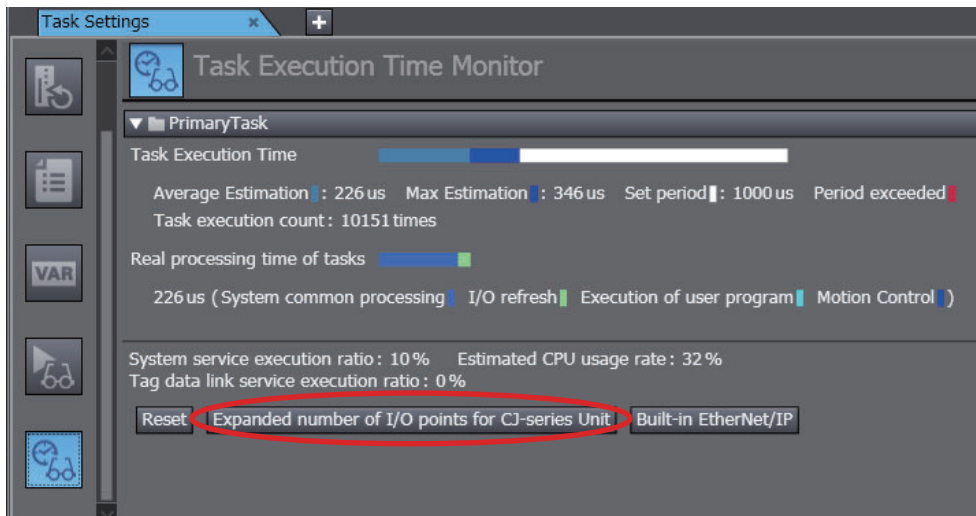 Task Settings × +
Task Execution Time Monitor
▼ PrimaryTask
Task Execution Time
Average Estimation : 226 us Max Estimation : 346 us Set period : 1000 us Period exceeded
Task execution count : 10151 times
Real processing time of tasks
226 us ( System common processing I/O refresh Execution of user program Motion Control )
VAR
System service execution ratio : 10 % Estimated CPU usage rate : 32 %
Tag data link service execution ratio : 0 %
Reset Expanded number of I/O points for CJ-series Unit Built-in EtherNet/IP